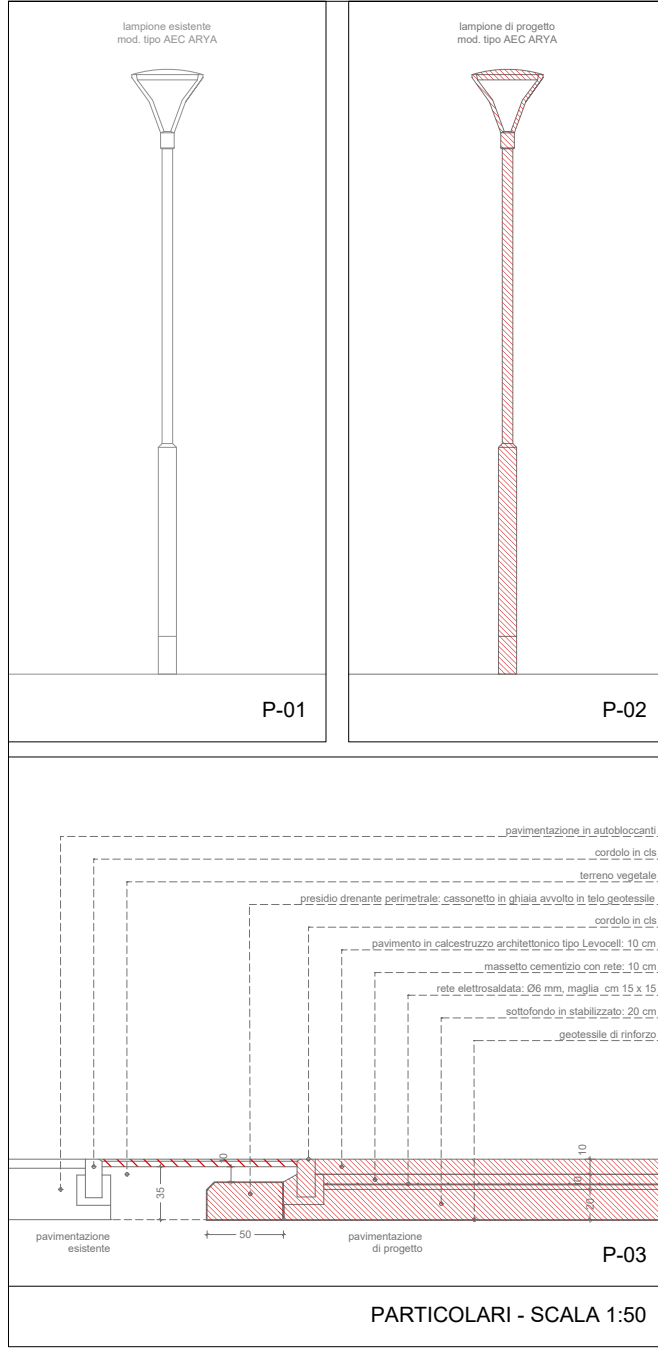 lampione esistente
mod. tipo AEC ARYA
lampione di progetto
mod. tipo AEC ARYA
P-01
P-02
pavimentazione in autobloccanti
cordolo in cls
terreno vegetale
presidio drenante perimetrale: cassonetto in ghiaia avvolto in telo geotessile
cordolo in cls
pavimento in calcestruzzo architettonico tipo Levocell: 10 cm
massetto cementizio con rete: 10 cm
rete elettrosaldata: Ø6 mm, maglia cm 15 x 15
sottofondo in stabilizzato: 20 cm
geotessile di rinforzo
10
10
20
35
50
pavimentazione
esistente
pavimentazione
di progetto
P-03
PARTICOLARI - SCALA 1:50